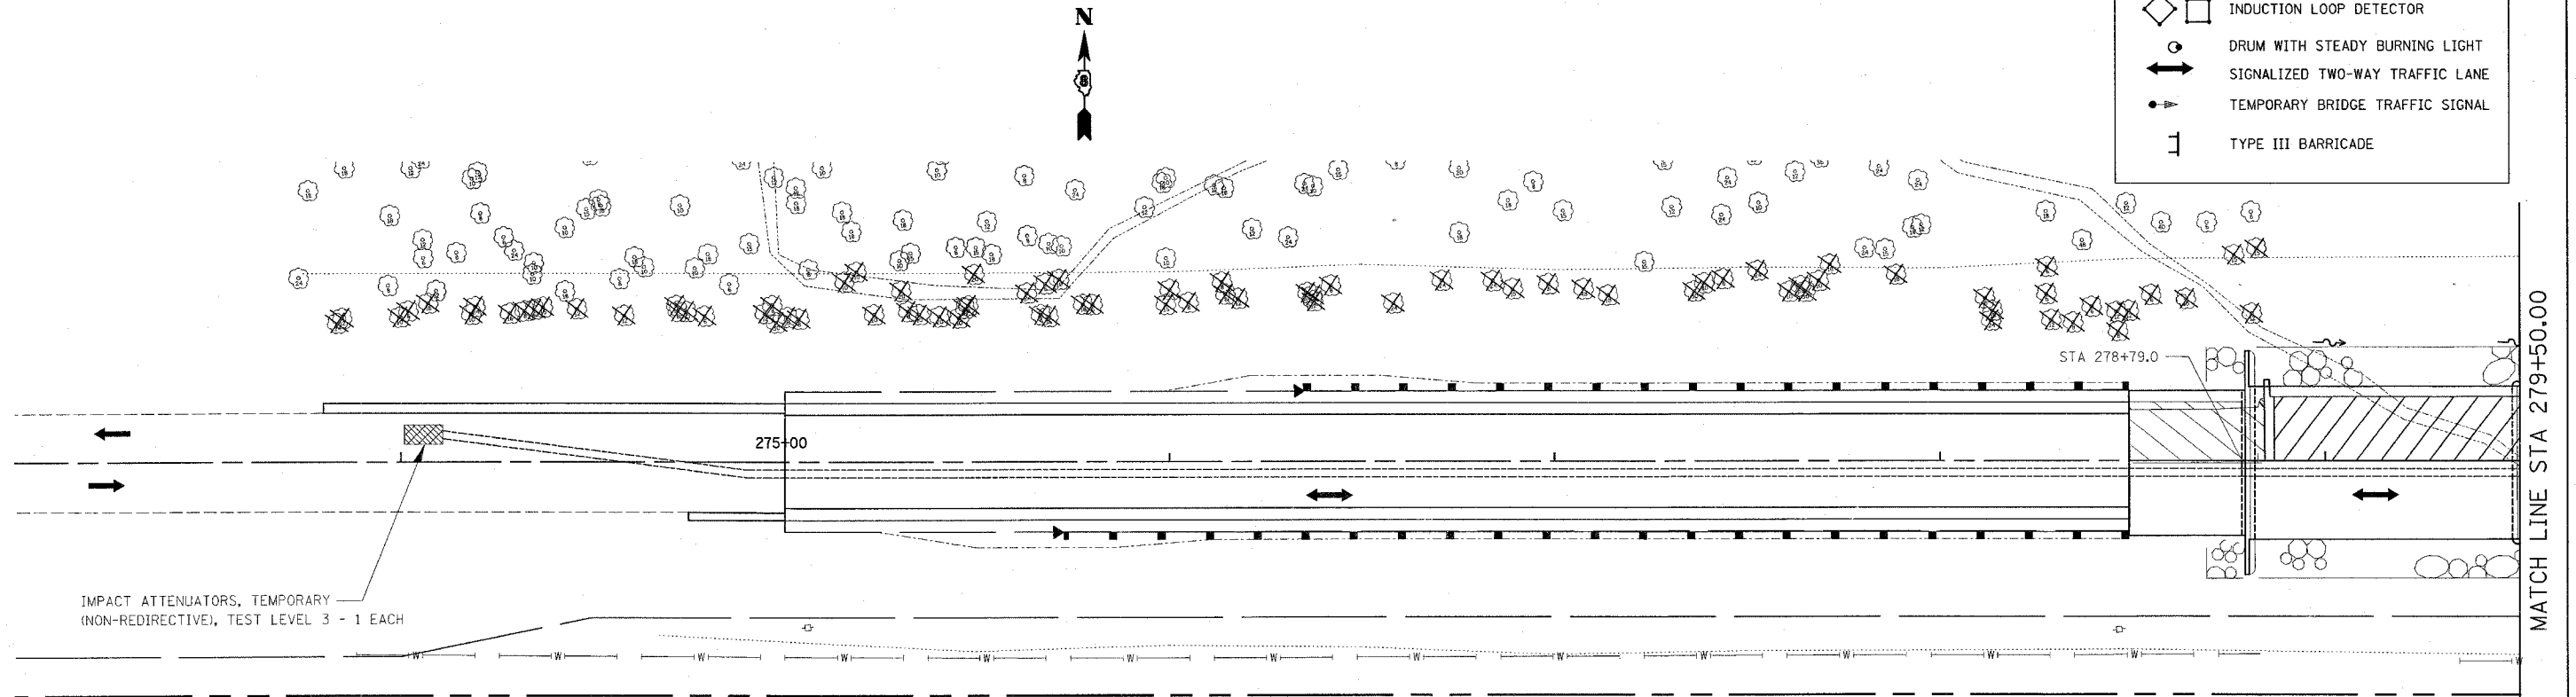 N
8
INDUCTION LOOP DETECTOR
DRUM WITH STEADY BURNING LIGHT
SIGNALIZED TWO-WAY TRAFFIC LANE
TEMPORARY BRIDGE TRAFFIC SIGNAL
TYPE III BARRICADE
STA 278+79.0
MATCH LINE STA 279+50.00
275+00
IMPACT ATTENUATORS, TEMPORARY
(NON-REDIRECTIVE), TEST LEVEL 3 - 1 EACH
W W W W W W W W W W W W W W